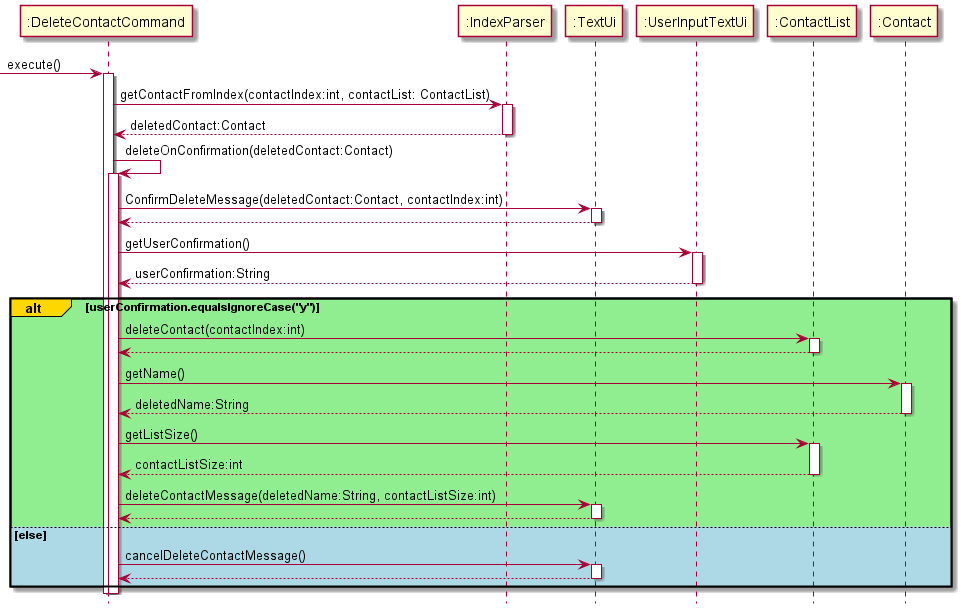 :DeleteContactCommand :IndexParser :TextUi :UserInputTextUi :ContactList :Contact
execute()
getContactFromIndex(contactIndex:int, contactList: ContactList)
deletedContact:Contact
deleteOnConfirmation(deletedContact:Contact)
ConfirmDeleteMessage(deletedContact:Contact, contactIndex:int)
getUserConfirmation()
userConfirmation:String
alt [userConfirmation.equalsIgnoreCase("y")]
deleteContact(contactIndex:int)
getName()
deletedName:String
getListSize()
contactListSize:int
deleteContactMessage(deletedName:String, contactListSize:int)
[else]
cancelDeleteContactMessage()